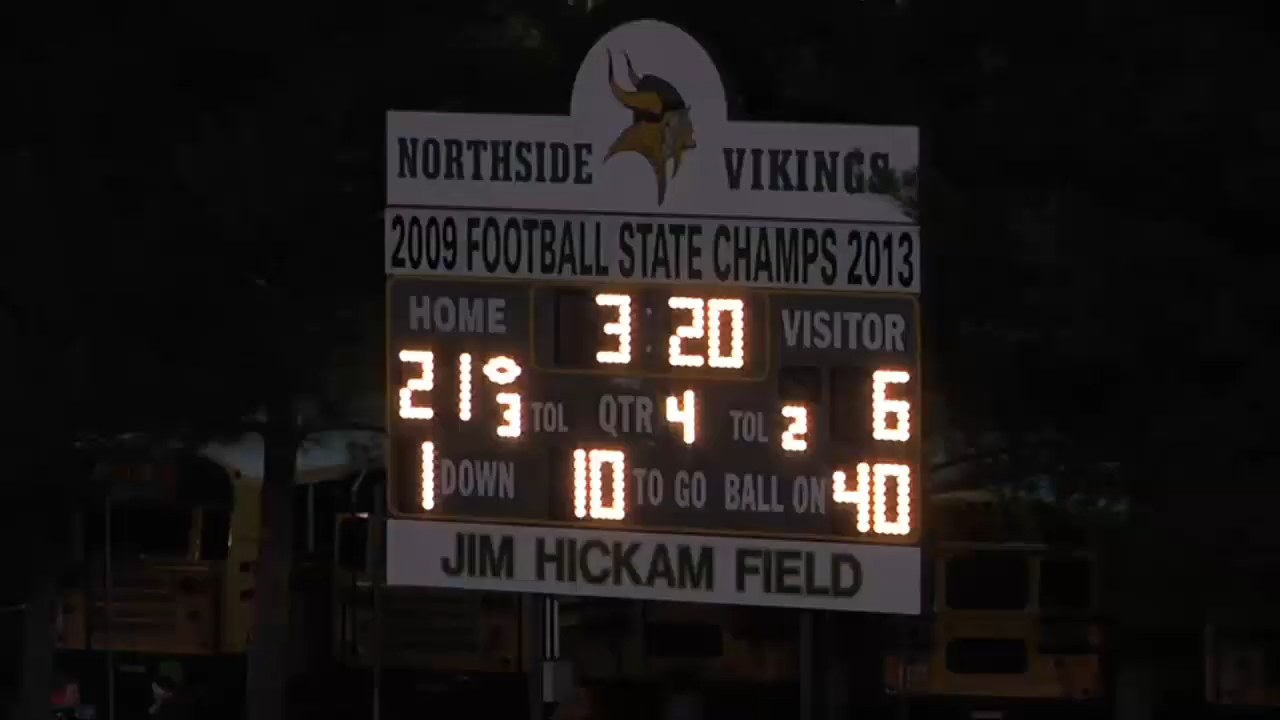 NORTHSIDE VIKINGS
2009 FOOTBALL STATE CHAMPS 2013
HOME 3:20 VISITOR
21 3 TOL QTR 4 TOL 2 6
1 DOWN 10 TO GO BALL ON 40
JIM HICKAM FIELD